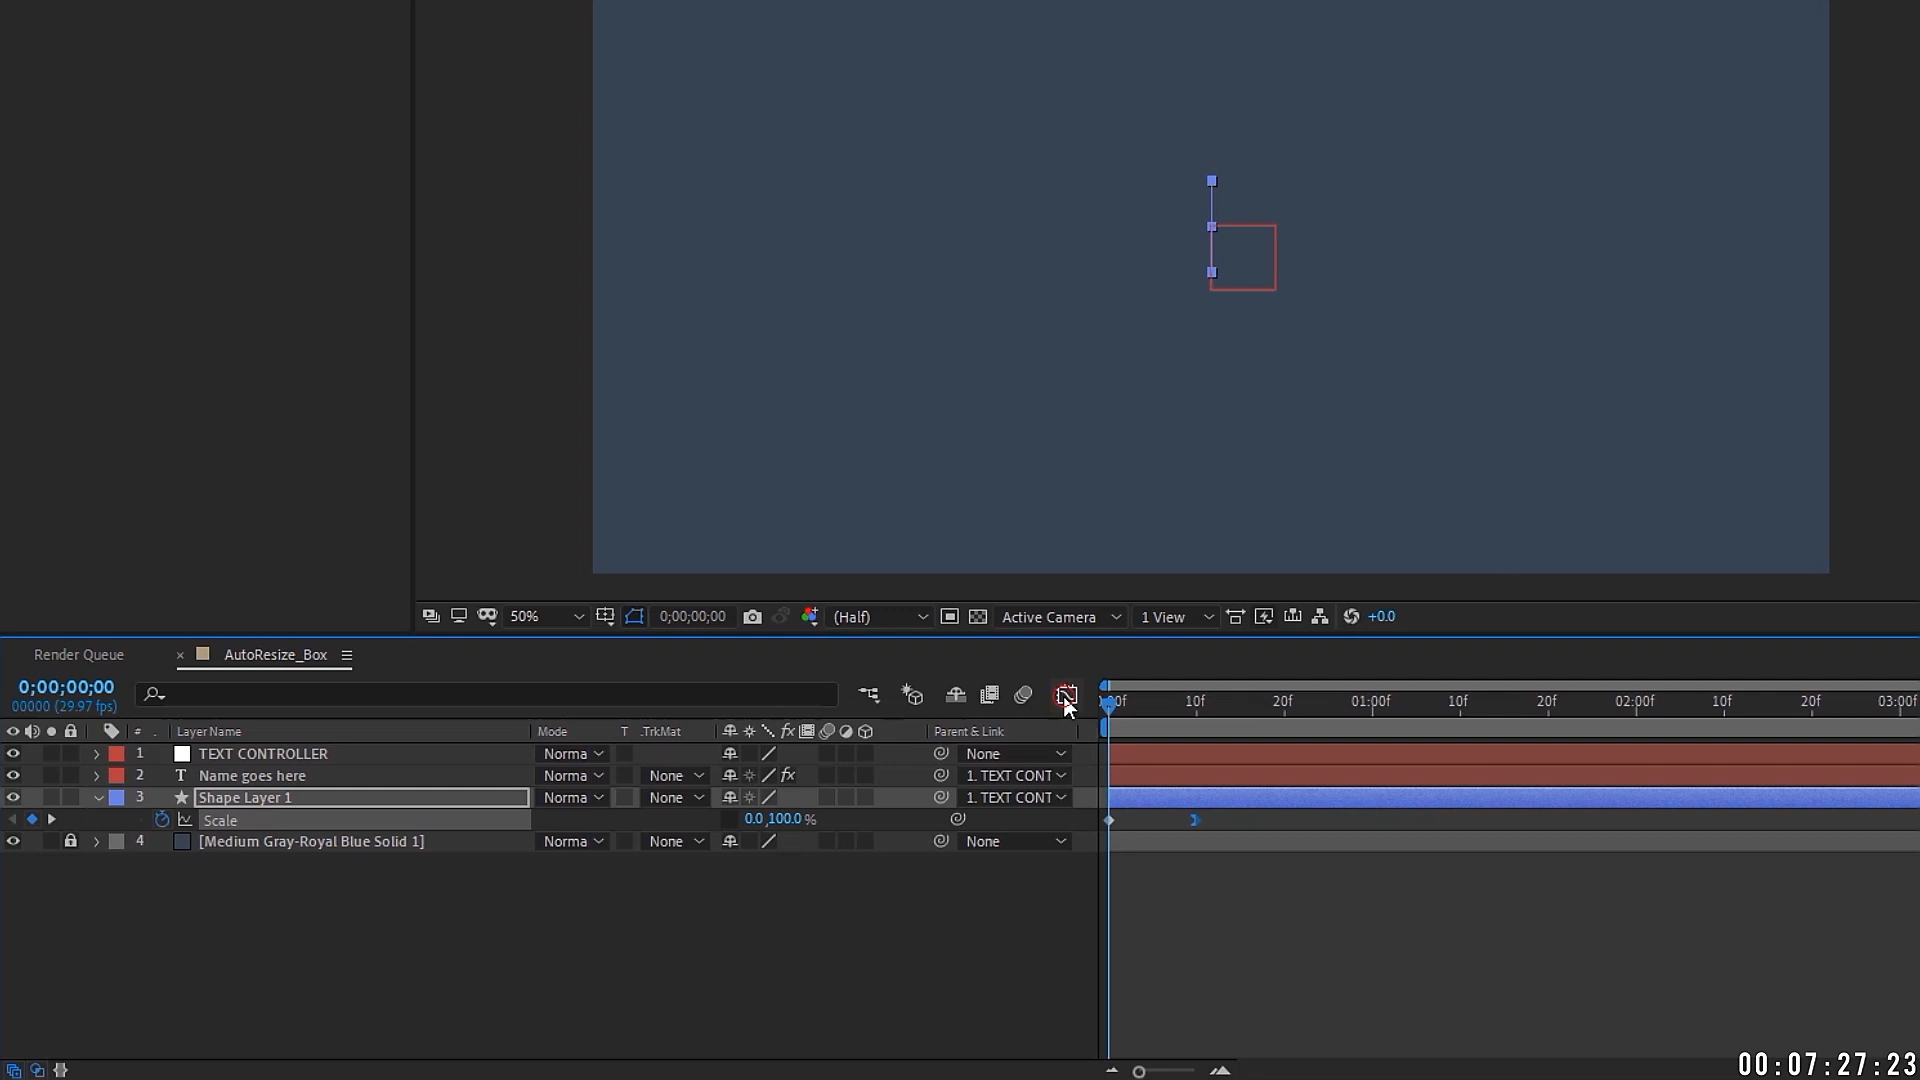 50%
0;00;00;00
(Half)
Active Camera
1 View
+0.0
Render Queue
× AutoResize_Box
0;00;00;00
00000 (29.97 fps)
00f 10f 20f 01:00f 10f 20f 02:00f 10f 20f 03:00f
# Layer Name Mode T .TrkMat fx Parent & Link
1 TEXT CONTROLLER Norma None
2 T Name goes here Norma None fx 1. TEXT CONT
3 Shape Layer 1 Norma None 1. TEXT CONT
Scale 0.0,100.0 %
4 [Medium Gray-Royal Blue Solid 1] Norma None None
00:07:27:23